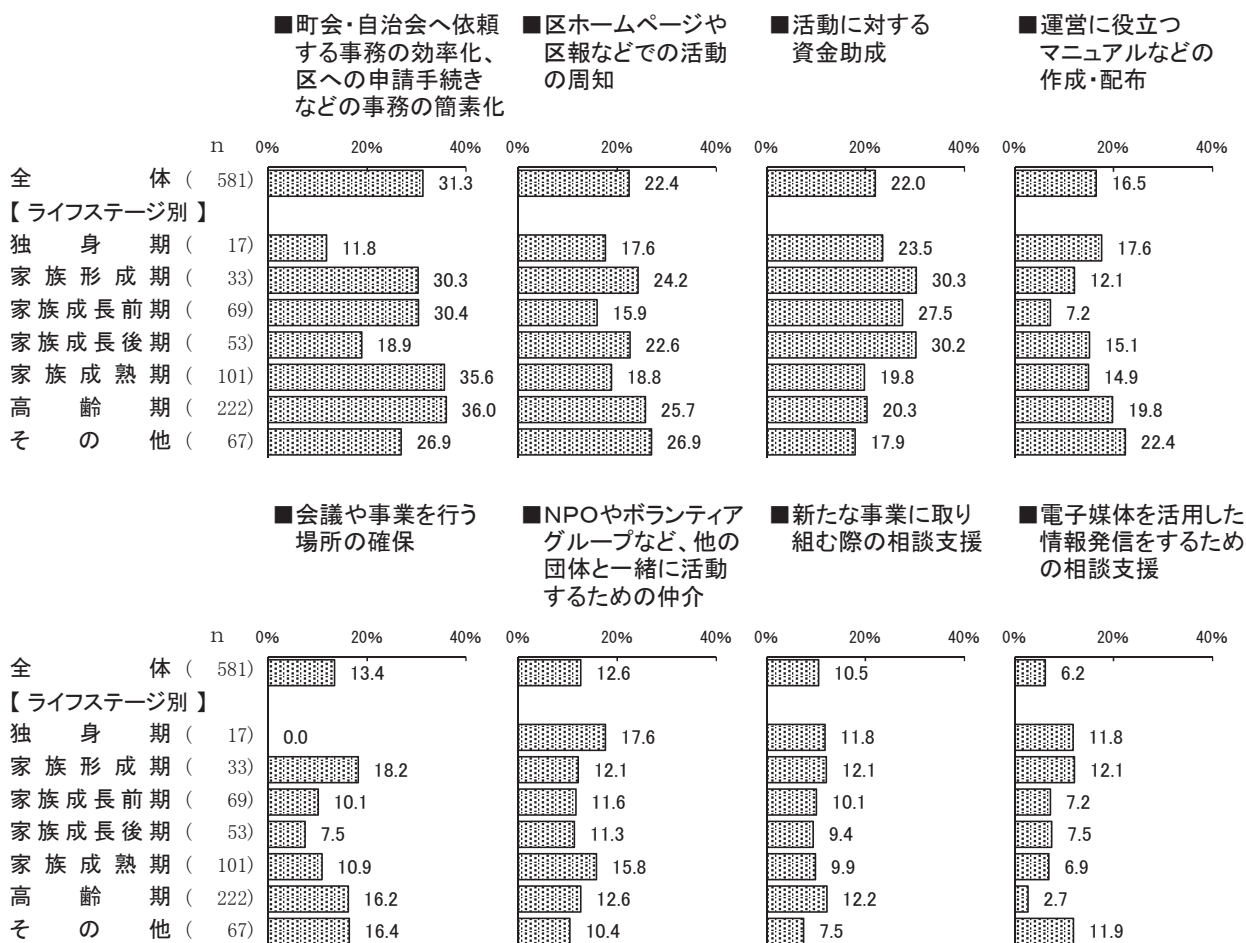 ■町会・自治会へ依頼
する事務の効率化、
区への申請手続き
などの事務の簡素化
■区ホームページや
区報などでの活動
の周知
■活動に対する
資金助成
■運営に役立つ
マニュアルなどの
作成・配布
n 0% 20% 40% 0% 20% 40% 0% 20% 40% 0% 20% 40%
全体 ( 581) 31.3 22.4 22.0 16.5
【ライフステージ別】
独身期 ( 17) 11.8 17.6 23.5 17.6
家族形成期 ( 33) 30.3 24.2 30.3 12.1
家族成長前期 ( 69) 30.4 15.9 27.5 7.2
家族成長後期 ( 53) 18.9 22.6 30.2 15.1
家族成熟期 ( 101) 35.6 18.8 19.8 14.9
高齢期 ( 222) 36.0 25.7 20.3 19.8
その他 ( 67) 26.9 26.9 17.9 22.4
■会議や事業を行う
場所の確保
■NPOやボランティア
グループなど、他の
団体と一緒に活動
するための仲介
■新たな事業に取り
組む際の相談支援
■電子媒体を活用した
情報発信をするため
の相談支援
n 0% 20% 40% 0% 20% 40% 0% 20% 40% 0% 20% 40%
全体 ( 581) 13.4 12.6 10.5 6.2
【ライフステージ別】
独身期 ( 17) 0.0 17.6 11.8 11.8
家族形成期 ( 33) 18.2 12.1 12.1 12.1
家族成長前期 ( 69) 10.1 11.6 10.1 7.2
家族成長後期 ( 53) 7.5 11.3 9.4 7.5
家族成熟期 ( 101) 10.9 15.8 9.9 6.9
高齢期 ( 222) 16.2 12.6 12.2 2.7
その他 ( 67) 16.4 10.4 7.5 11.9